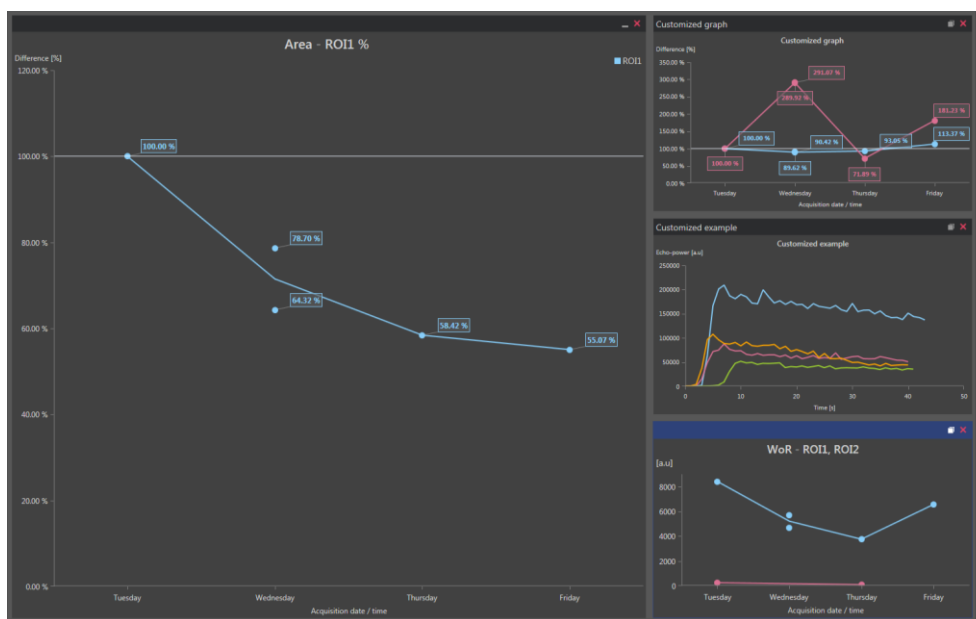 Area - ROI1 %
Difference [%]
ROI1
120.00 %
100.00 %
80.00 %
60.00 %
40.00 %
20.00 %
0.00 %
100.00 %
78.70 %
64.32 %
58.42 %
55.07 %
Tuesday Wednesday Thursday Friday
Acquisition date / time
Customized graph
Customized graph
Difference [%]
350.00 %
300.00 %
250.00 %
200.00 %
150.00 %
100.00 %
50.00 %
0.00 %
291.07 %
289.92 %
181.23 %
100.00 %
90.42 %
93.05 %
113.37 %
100.00 %
89.62 %
71.89 %
Tuesday Wednesday Thursday Friday
Acquisition date / time
Customized example
Customized example
Echo-power [a.u]
250000
200000
150000
100000
50000
0
0 10 20 30 40 50
Time [s]
WoR - ROI1, ROI2
[a.u]
8000
6000
4000
2000
0
Tuesday Wednesday Thursday Friday
Acquisition date / time